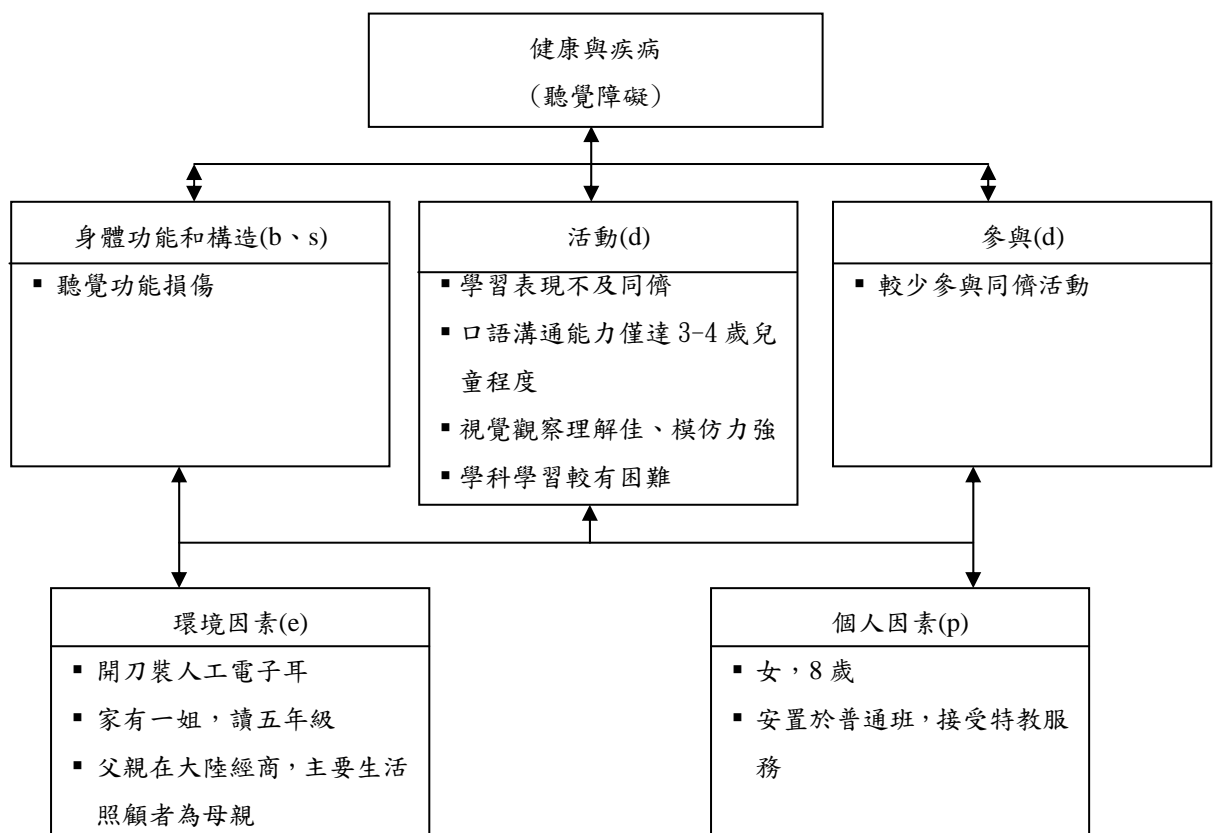 健康與疾病
(聽覺障礙)
身體功能和構造(b、s)
▪ 聽覺功能損傷
活動(d)
▪ 學習表現不及同儕
▪ 口語溝通能力僅達 3-4 歲兒
童程度
▪ 視覺觀察理解佳、模仿力強
▪ 學科學習較有困難
參與(d)
▪ 較少參與同儕活動
環境因素(e)
▪ 開刀裝人工電子耳
▪ 家有一姐，讀五年級
▪ 父親在大陸經商，主要生活
照顧者為母親
個人因素(p)
▪ 女，8 歲
▪ 安置於普通班，接受特教服
務